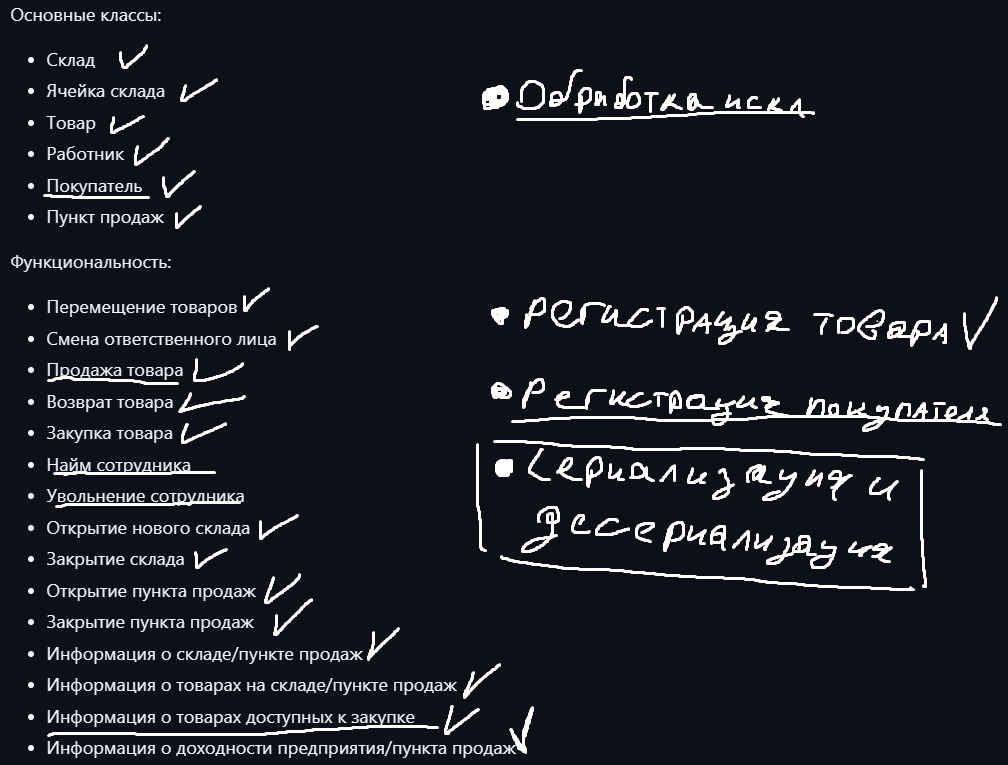 Основные классы:
• Склад
• Ячейка склада
• Товар
• Работник
• Покупатель
• Пункт продаж
• Обработка искл
Функциональность:
• Перемещение товаров
• Смена ответственного лица
• Продажа товара
• Возврат товара
• Закупка товара
• Найм сотрудника
• Увольнение сотрудника
• Открытие нового склада
• Закрытие склада
• Открытие пункта продаж
• Закрытие пункта продаж
• Информация о складе/пункте продаж
• Информация о товарах на складе/пункте продаж
• Информация о товарах доступных к закупке
• Информация о доходности предприятия/пункта продаж
• Регистрация товара
• Регистрация покупателя
• Сериализация и
десериализация